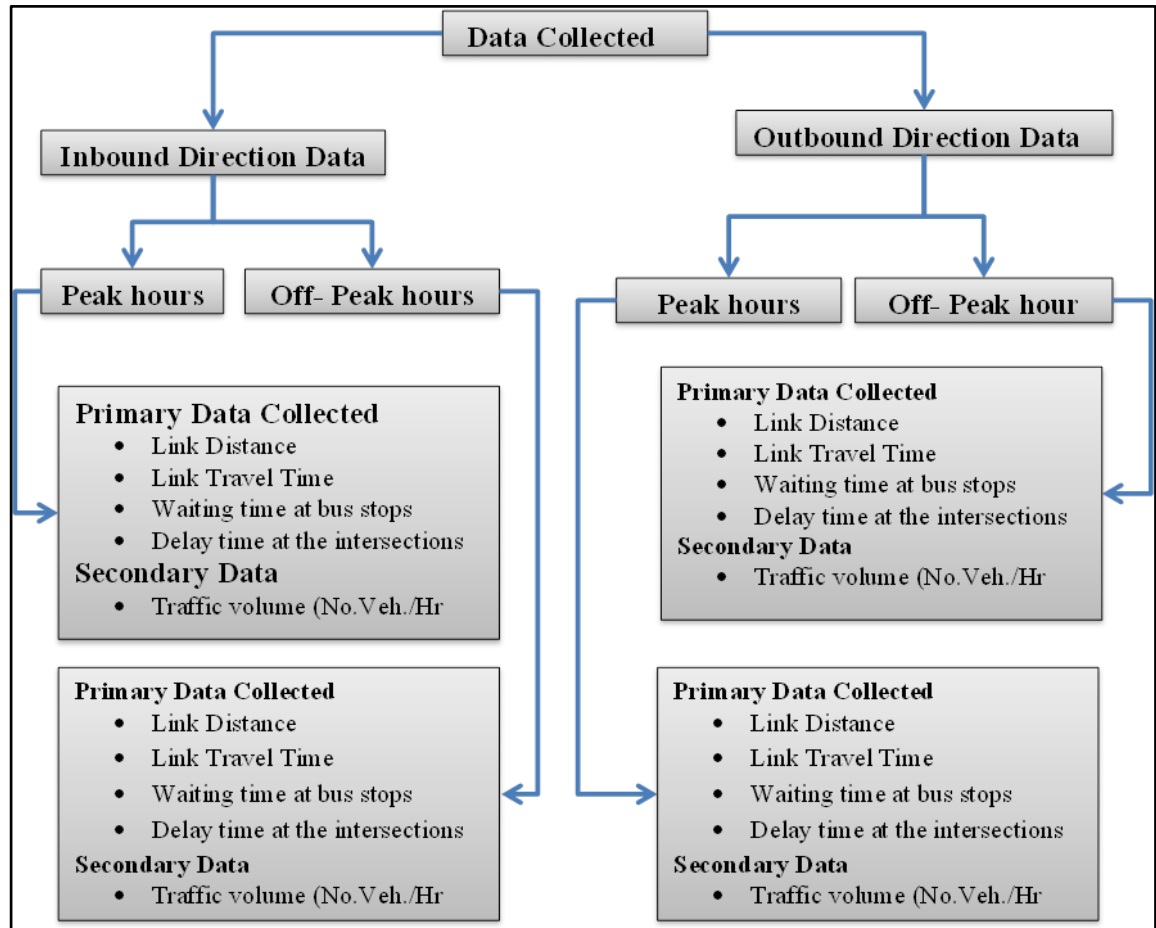 Data Collected
Inbound Direction Data
Outbound Direction Data
Peak hours
Off- Peak hours
Peak hours
Off- Peak hour
Primary Data Collected
• Link Distance
• Link Travel Time
• Waiting time at bus stops
• Delay time at the intersections
Secondary Data
• Traffic volume (No.Veh./Hr
Primary Data Collected
• Link Distance
• Link Travel Time
• Waiting time at bus stops
• Delay time at the intersections
Secondary Data
• Traffic volume (No.Veh./Hr
Primary Data Collected
• Link Distance
• Link Travel Time
• Waiting time at bus stops
• Delay time at the intersections
Secondary Data
• Traffic volume (No.Veh./Hr
Primary Data Collected
• Link Distance
• Link Travel Time
• Waiting time at bus stops
• Delay time at the intersections
Secondary Data
• Traffic volume (No.Veh./Hr